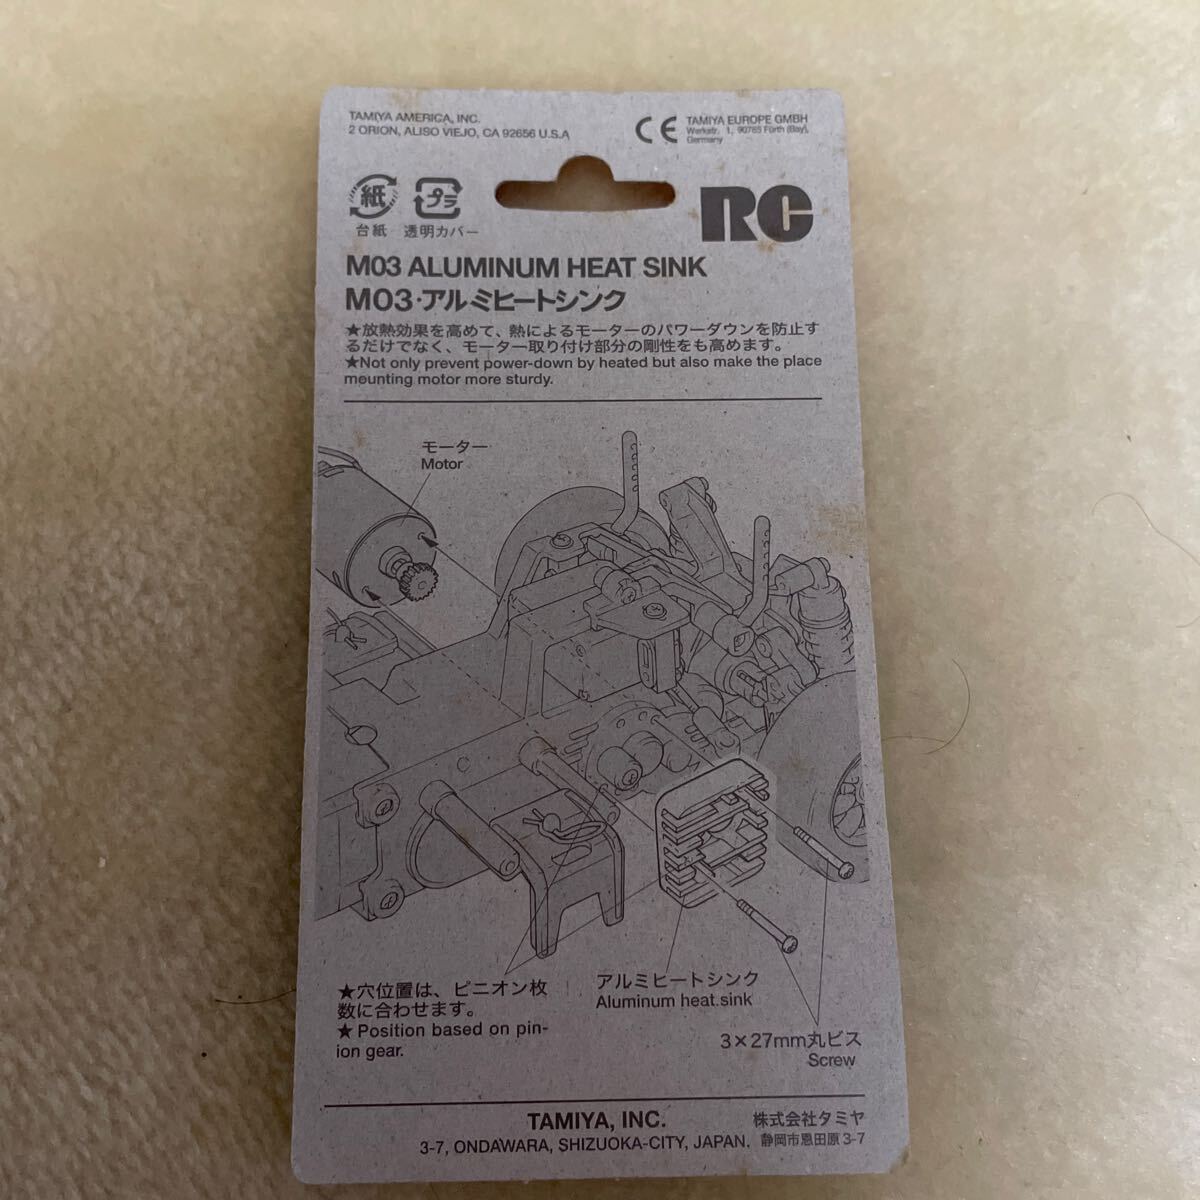 TAMIYA AMERICA, INC.
2 ORION, ALISO VIEJO, CA 92656 U.S.A
CE
TAMIYA EUROPE GMBH
Werkstr. 1, 90765 Fürth (Bay),
Germany
紙
プラ
台紙 透明カバー
RC
M03 ALUMINUM HEAT SINK
M03・アルミヒートシンク
★放熱効果を高めて、熱によるモーターのパワーダウンを防止す
るだけでなく、モーター取り付け部分の剛性をも高めます。
★Not only prevent power-down by heated but also make the place
mounting motor more sturdy.
モーター
Motor
★穴位置は、ピニオン枚
数に合わせます。
★Position based on pin-
ion gear.
アルミヒートシンク
Aluminum heat sink
3×27mm丸ビス
Screw
TAMIYA, INC.
3-7, ONDAWARA, SHIZUOKA-CITY, JAPAN.
株式会社タミヤ
静岡市恩田原3-7